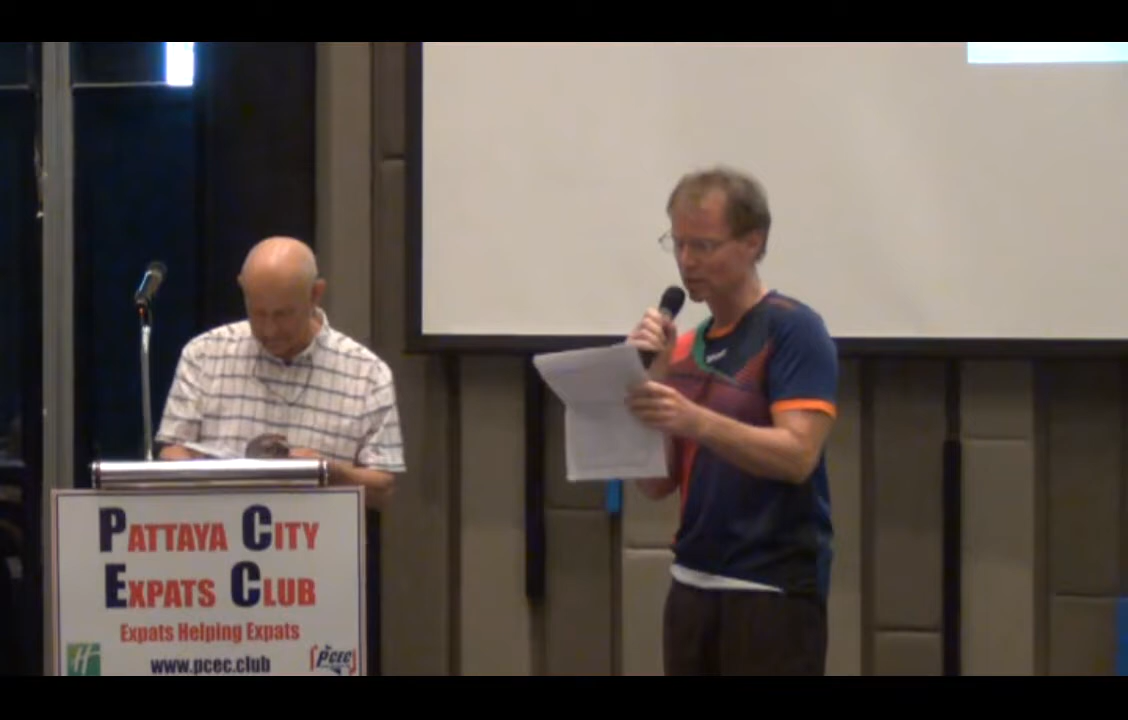 PATTAYA CITY
EXPATS CLUB
Expats Helping Expats
H
www.pcec.club
PCEC